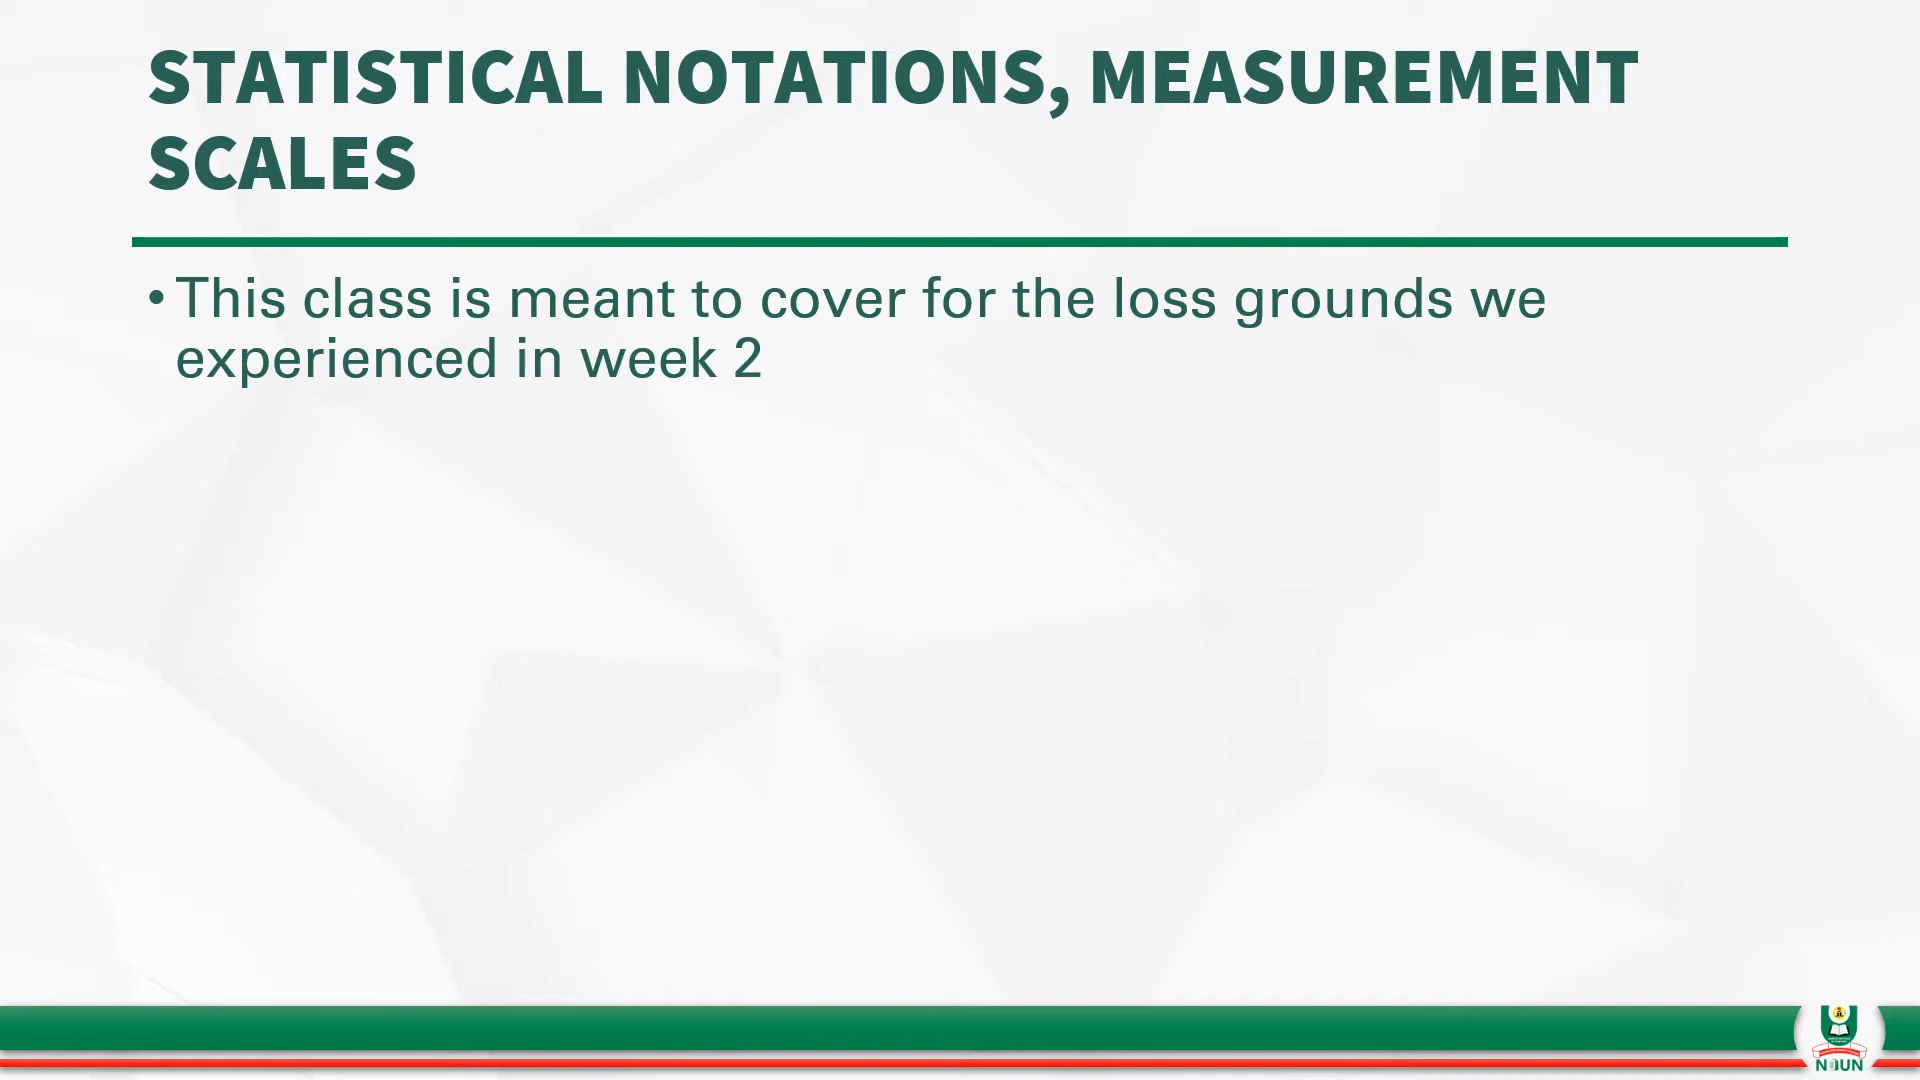 STATISTICAL NOTATIONS, MEASUREMENT
SCALES
• This class is meant to cover for the loss grounds we
experienced in week 2
NOUN